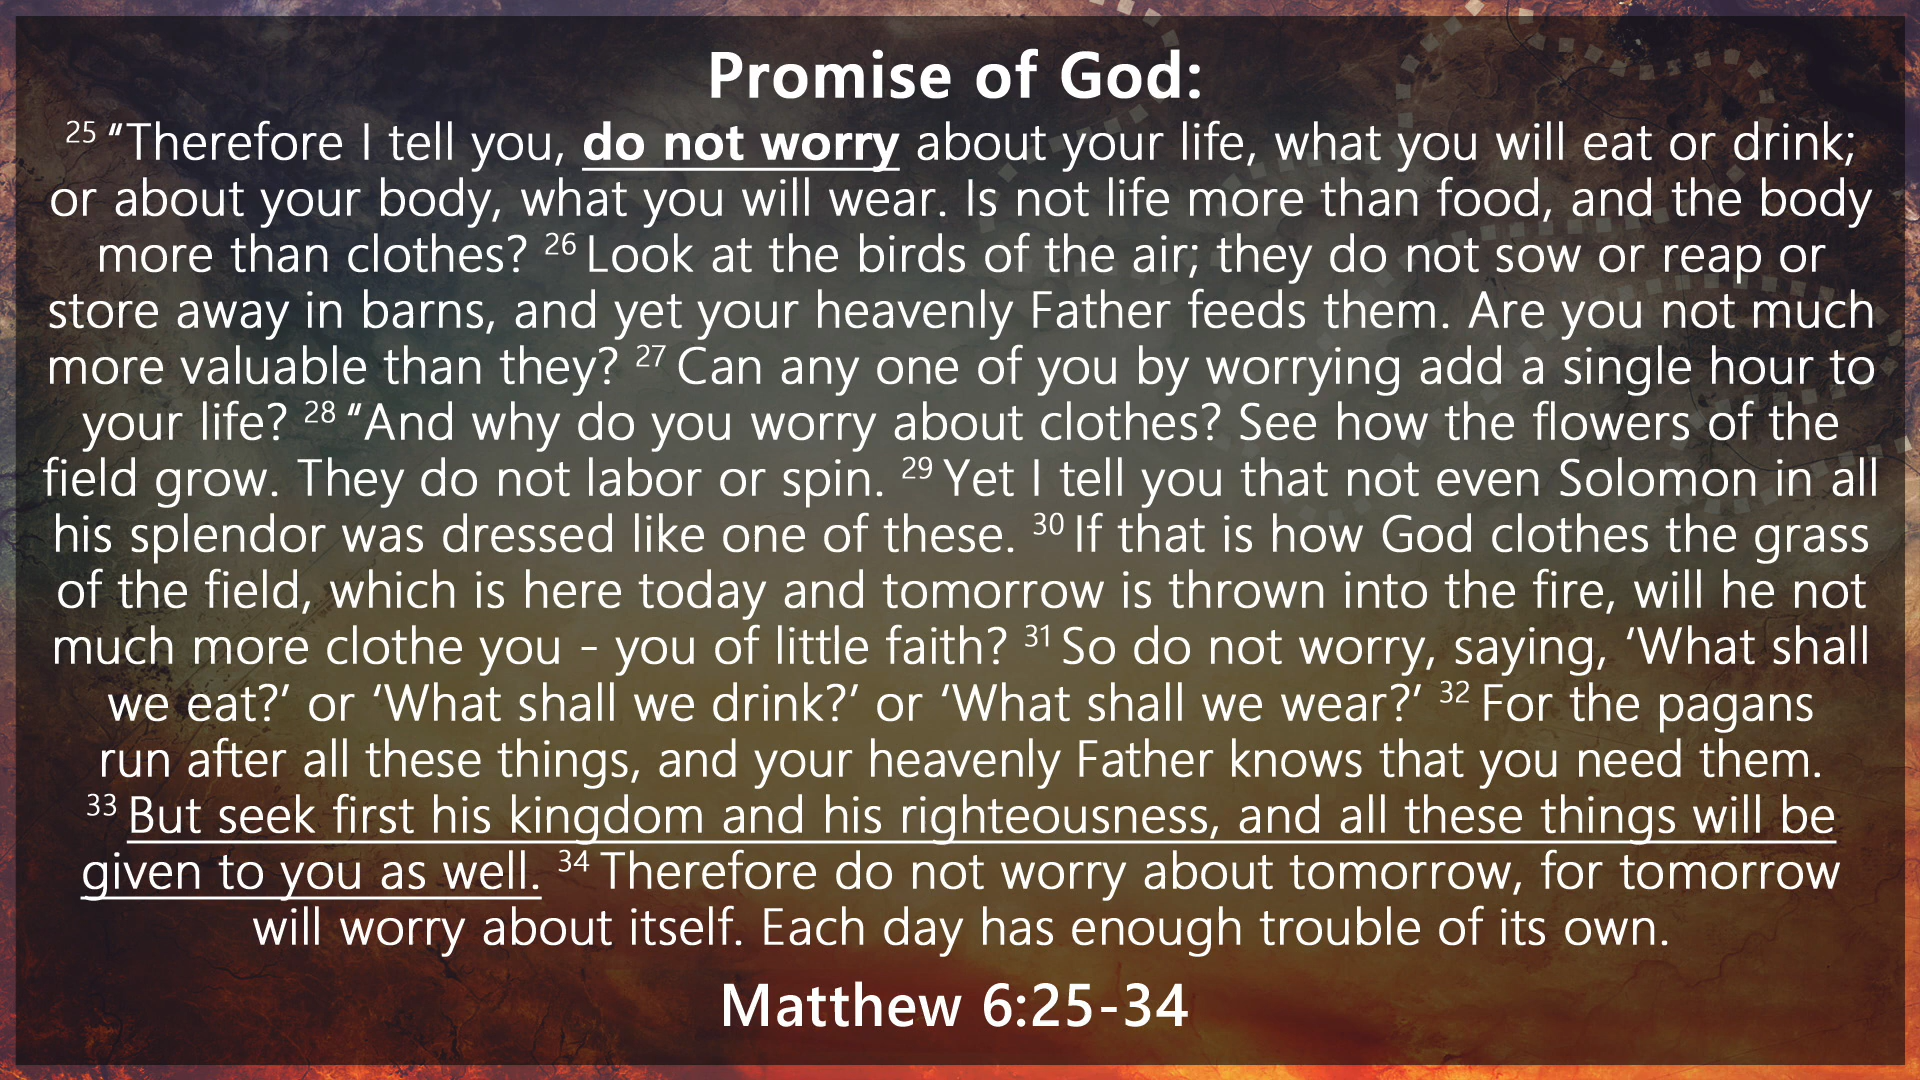 Promise of God:
25 “Therefore I tell you, do not worry about your life, what you will eat or drink;
or about your body, what you will wear. Is not life more than food, and the body
more than clothes? 26 Look at the birds of the air; they do not sow or reap or
store away in barns, and yet your heavenly Father feeds them. Are you not much
more valuable than they? 27 Can any one of you by worrying add a single hour to
your life? 28 “And why do you worry about clothes? See how the flowers of the
field grow. They do not labor or spin. 29 Yet I tell you that not even Solomon in all
his splendor was dressed like one of these. 30 If that is how God clothes the grass
of the field, which is here today and tomorrow is thrown into the fire, will he not
much more clothe you - you of little faith? 31 So do not worry, saying, ‘What shall
we eat?’ or ‘What shall we drink?’ or ‘What shall we wear?’ 32 For the pagans
run after all these things, and your heavenly Father knows that you need them.
33 But seek first his kingdom and his righteousness, and all these things will be
given to you as well. 34 Therefore do not worry about tomorrow, for tomorrow
will worry about itself. Each day has enough trouble of its own.
Matthew 6:25-34